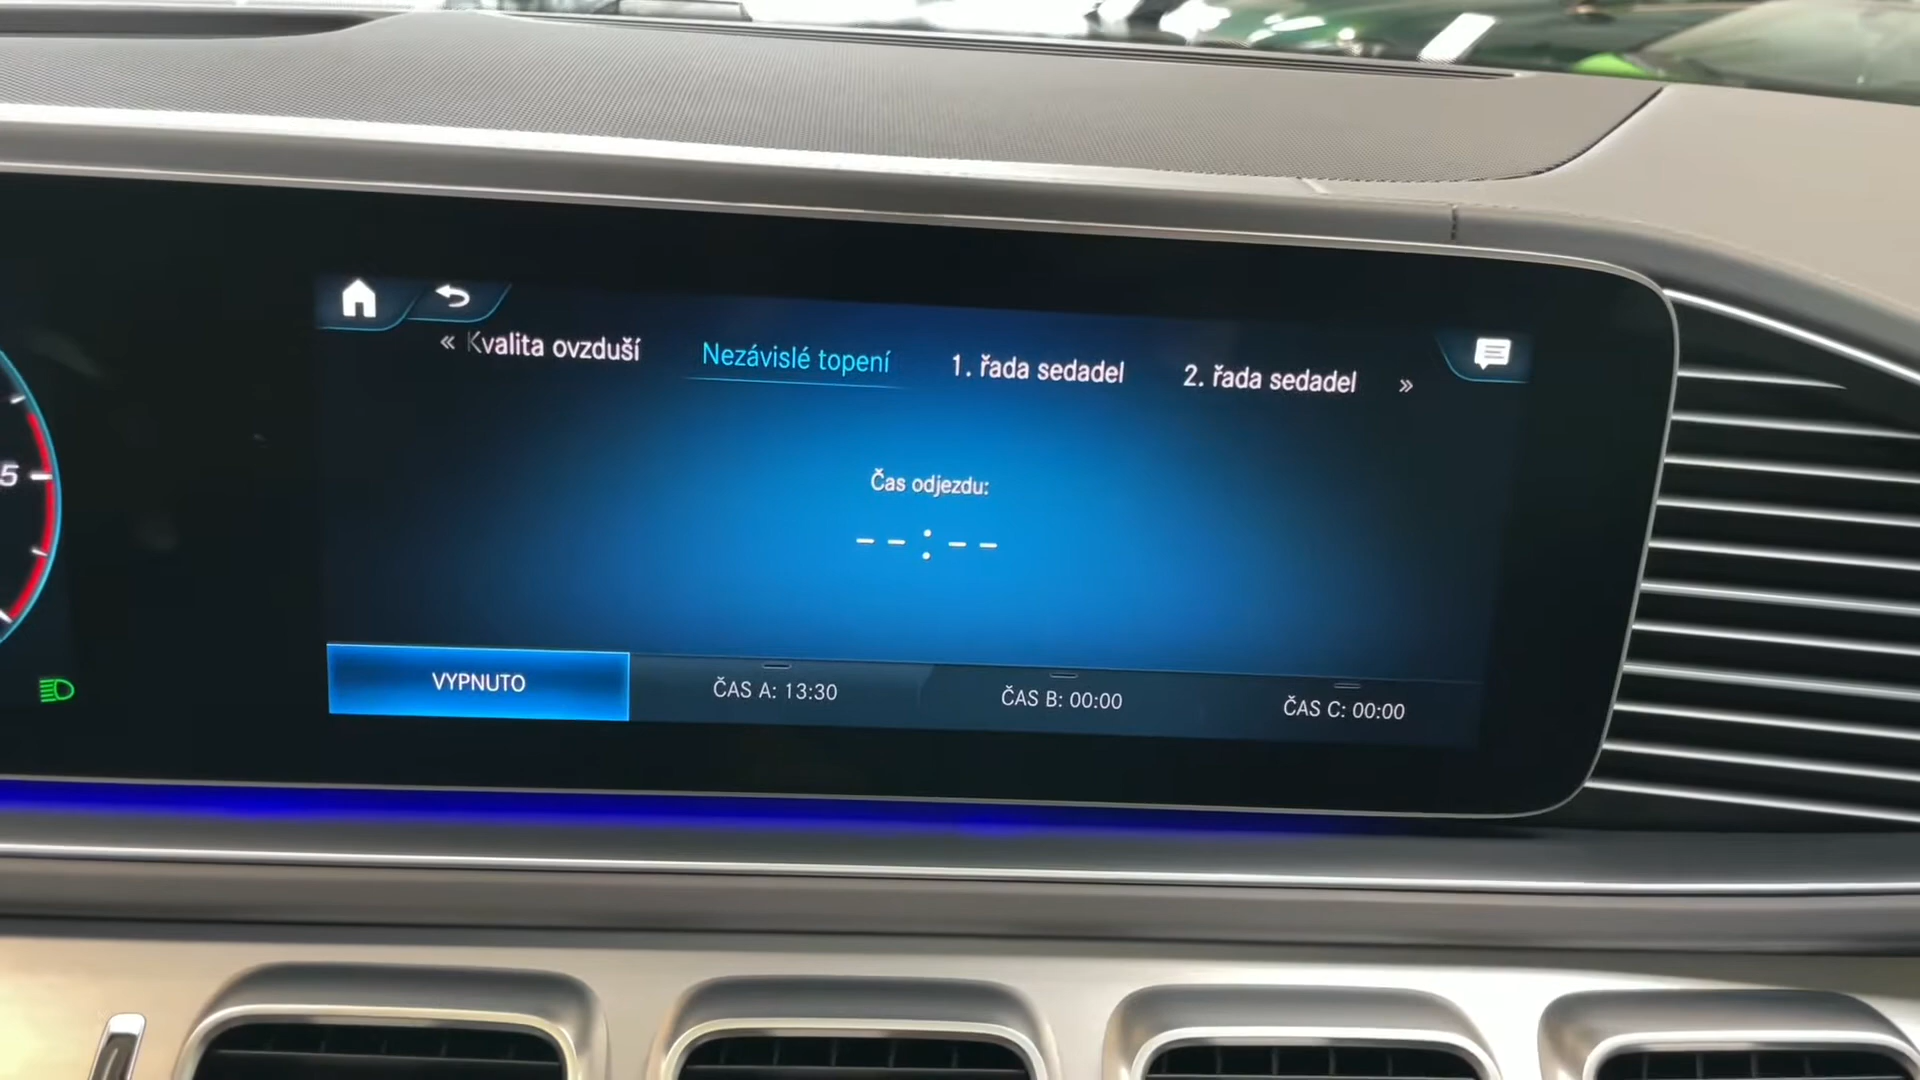 « Kvalita ovzduší
Nezávislé topení
1. řada sedadel
2. řada sedadel »
Čas odjezdu:
--:--
VYPNUTO
ČAS A: 13:30
ČAS B: 00:00
ČAS C: 00:00
5